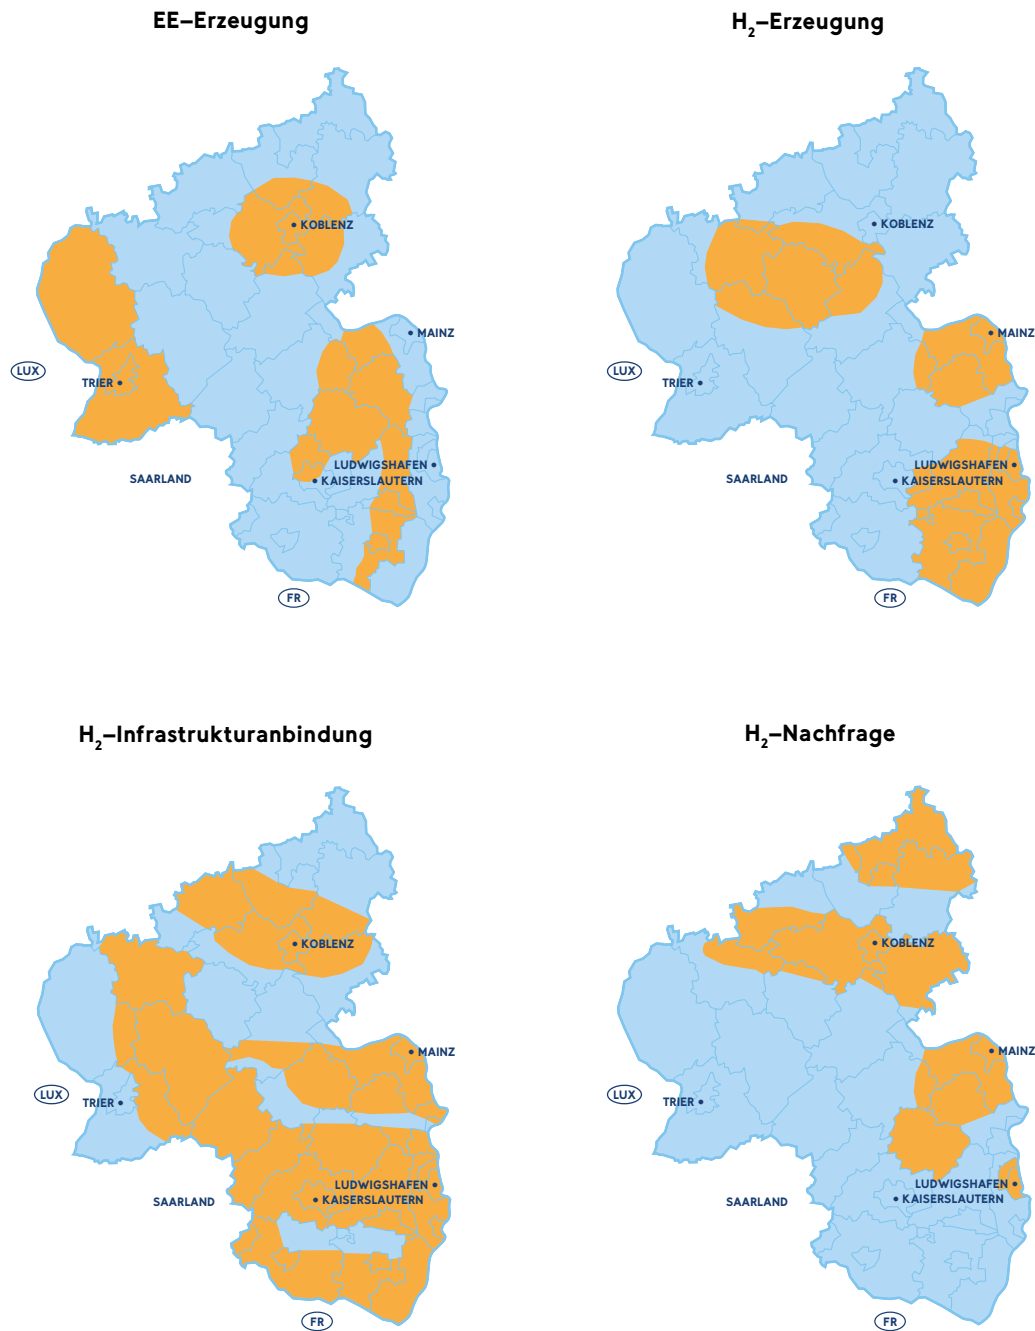 EE–Erzeugung
KOBLENZ
MAINZ
LUX
TRIER
LUDWIGSHAFEN
SAARLAND
KAISERSLAUTERN
FR
H₂–Erzeugung
KOBLENZ
MAINZ
LUX
TRIER
LUDWIGSHAFEN
SAARLAND
KAISERSLAUTERN
FR
H₂–Infrastrukturanbindung
KOBLENZ
MAINZ
LUX
TRIER
LUDWIGSHAFEN
SAARLAND
KAISERSLAUTERN
FR
H₂–Nachfrage
KOBLENZ
MAINZ
LUX
TRIER
LUDWIGSHAFEN
SAARLAND
KAISERSLAUTERN
FR